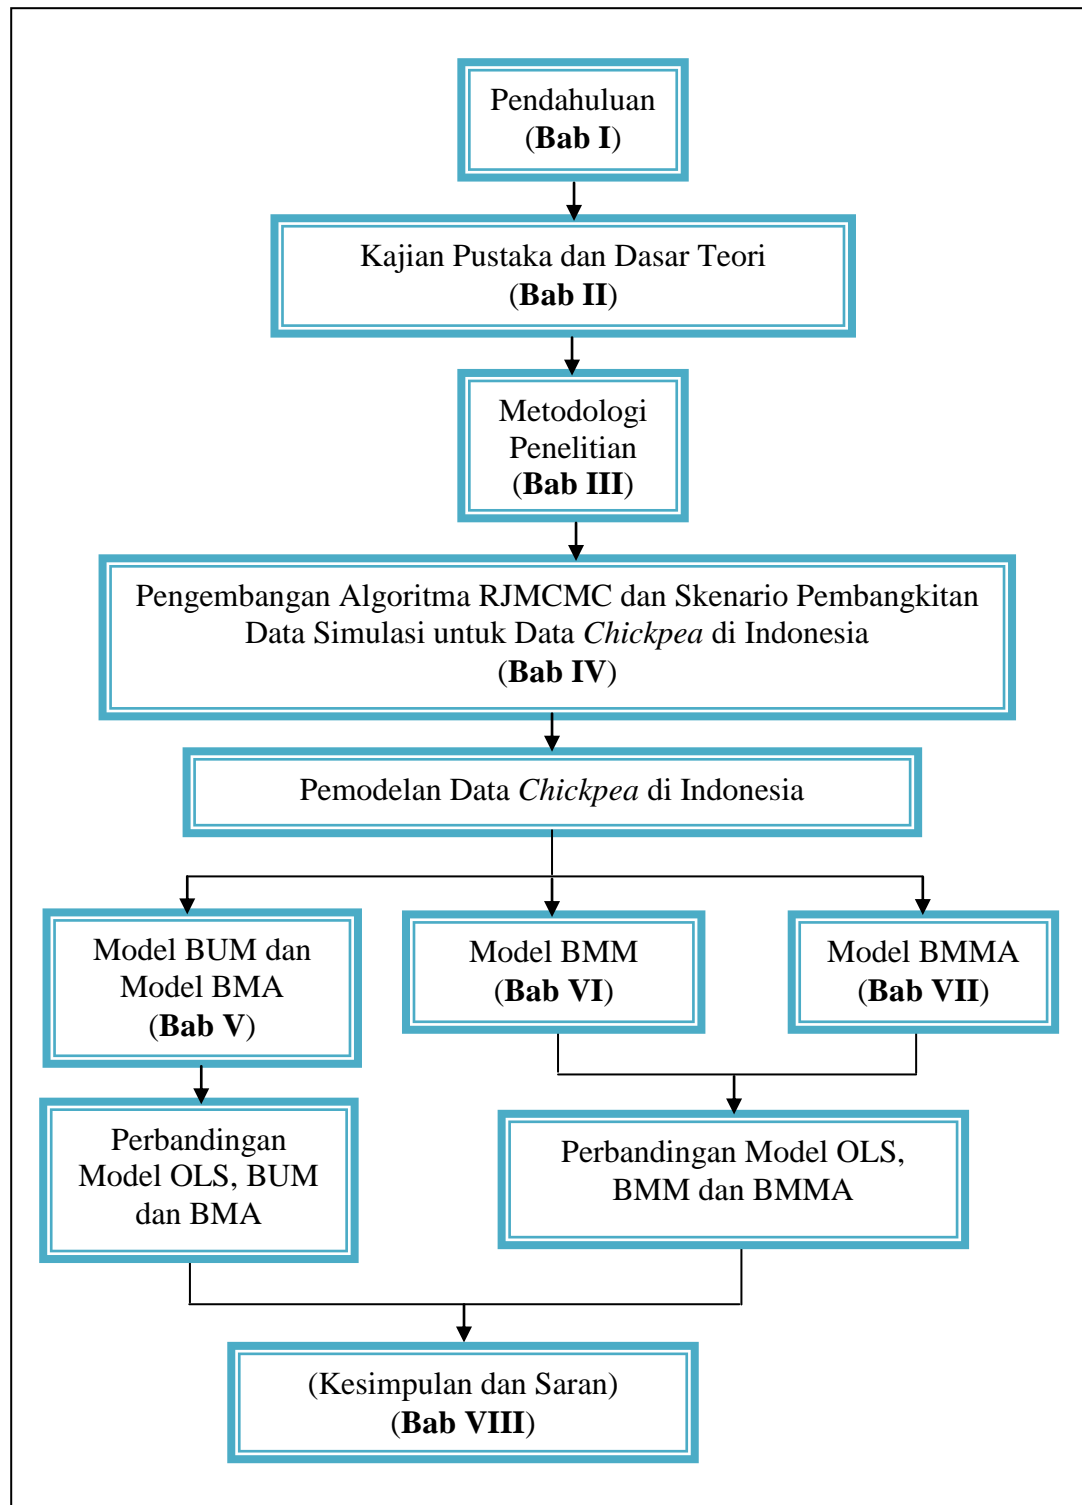 Pendahuluan
(Bab I)
Kajian Pustaka dan Dasar Teori
(Bab II)
Metodologi
Penelitian
(Bab III)
Pengembangan Algoritma RJMCMC dan Skenario Pembangkitan
Data Simulasi untuk Data Chickpea di Indonesia
(Bab IV)
Pemodelan Data Chickpea di Indonesia
Model BUM dan
Model BMA
(Bab V)
Model BMM
(Bab VI)
Model BMMA
(Bab VII)
Perbandingan
Model OLS, BUM
dan BMA
Perbandingan Model OLS,
BMM dan BMMA
(Kesimpulan dan Saran)
(Bab VIII)